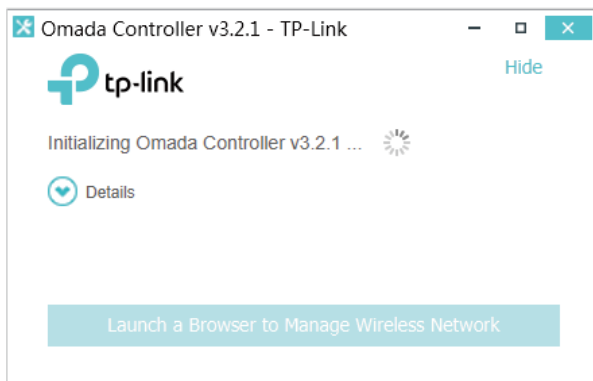 Omada Controller v3.2.1 - TP-Link
tp-link
Hide
Initializing Omada Controller v3.2.1 ...
Details
Launch a Browser to Manage Wireless Network